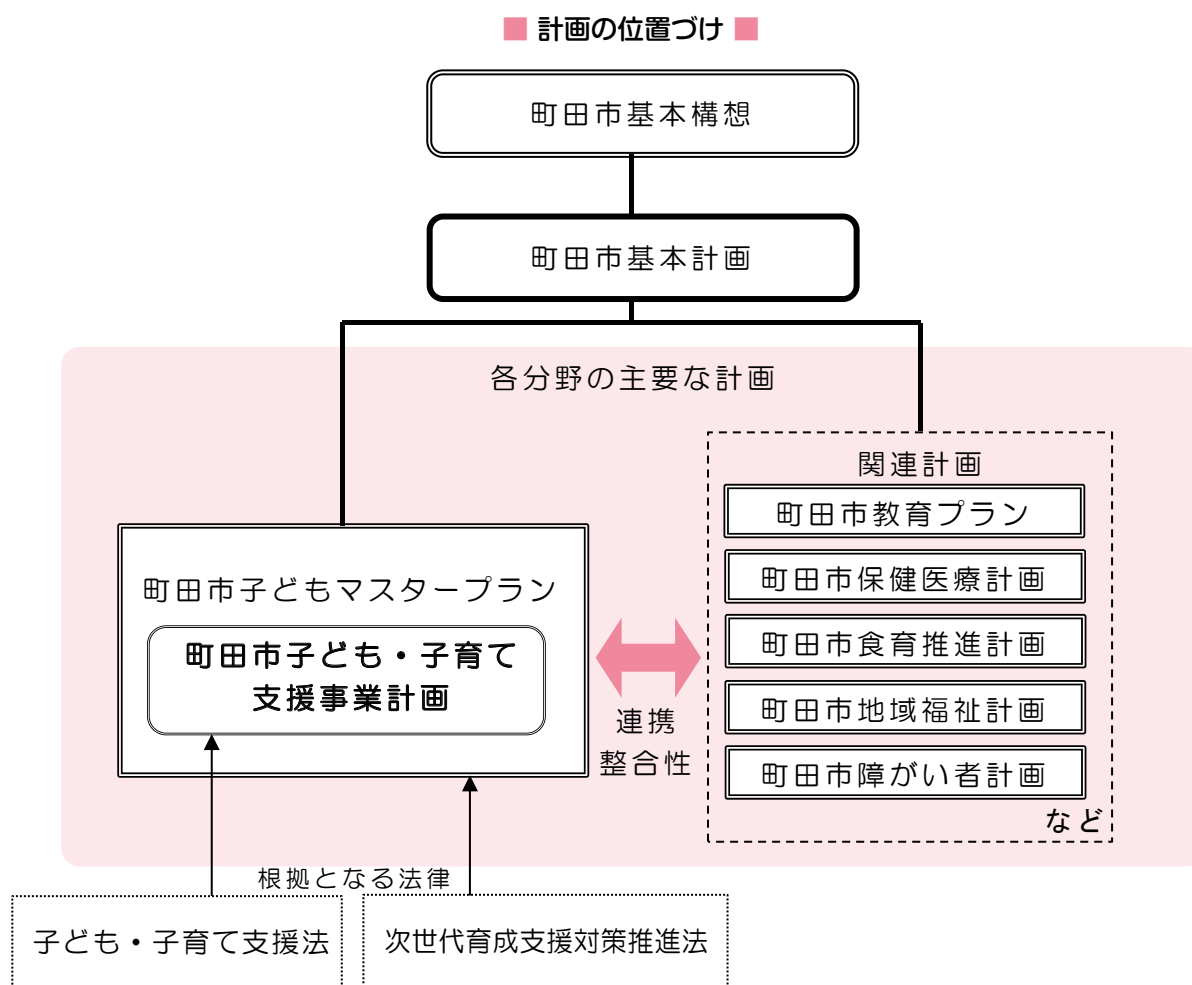 ■ 計画の位置づけ ■
町田市基本構想
町田市基本計画
各分野の主要な計画
関連計画
町田市教育プラン
町田市保健医療計画
町田市食育推進計画
町田市地域福祉計画
町田市障がい者計画
など
町田市子どもマスタープラン
町田市子ども・子育て
支援事業計画
連携
整合性
根拠となる法律
子ども・子育て支援法
次世代育成支援対策推進法